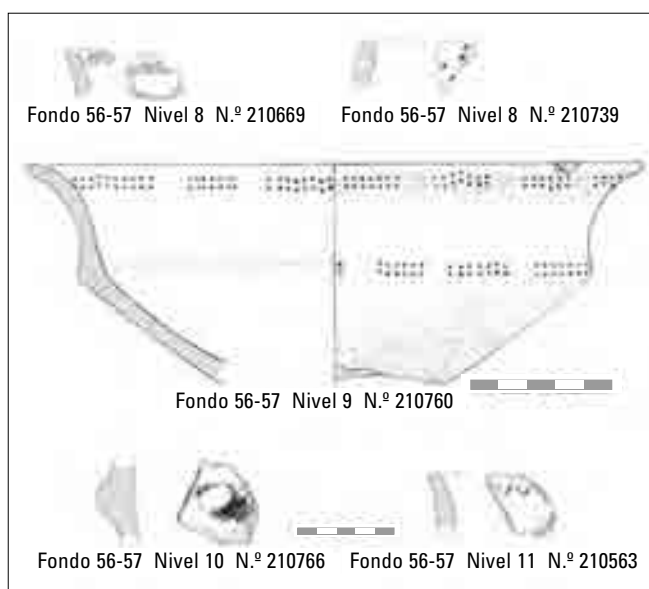 Fondo 56-57 Nivel 8 N.º 210669
Fondo 56-57 Nivel 8 N.º 210739
Fondo 56-57 Nivel 9 N.º 210760
Fondo 56-57 Nivel 10 N.º 210766
Fondo 56-57 Nivel 11 N.º 210563